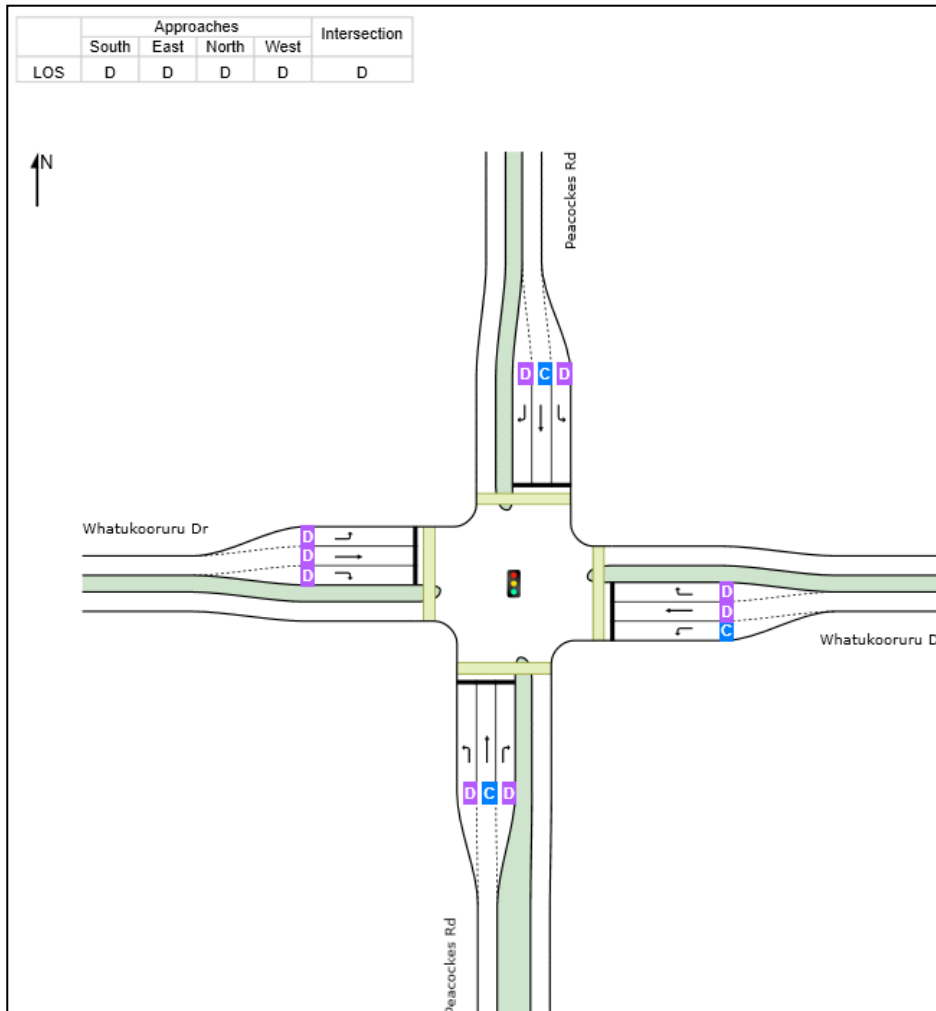 Approaches
Intersection
South East North West
LOS D D D D D
N
Peacockes Rd
D C D
Whatukooruru Dr
D
D
D
D
D
C
Whatukooruru D
D C D
Peacockes Rd